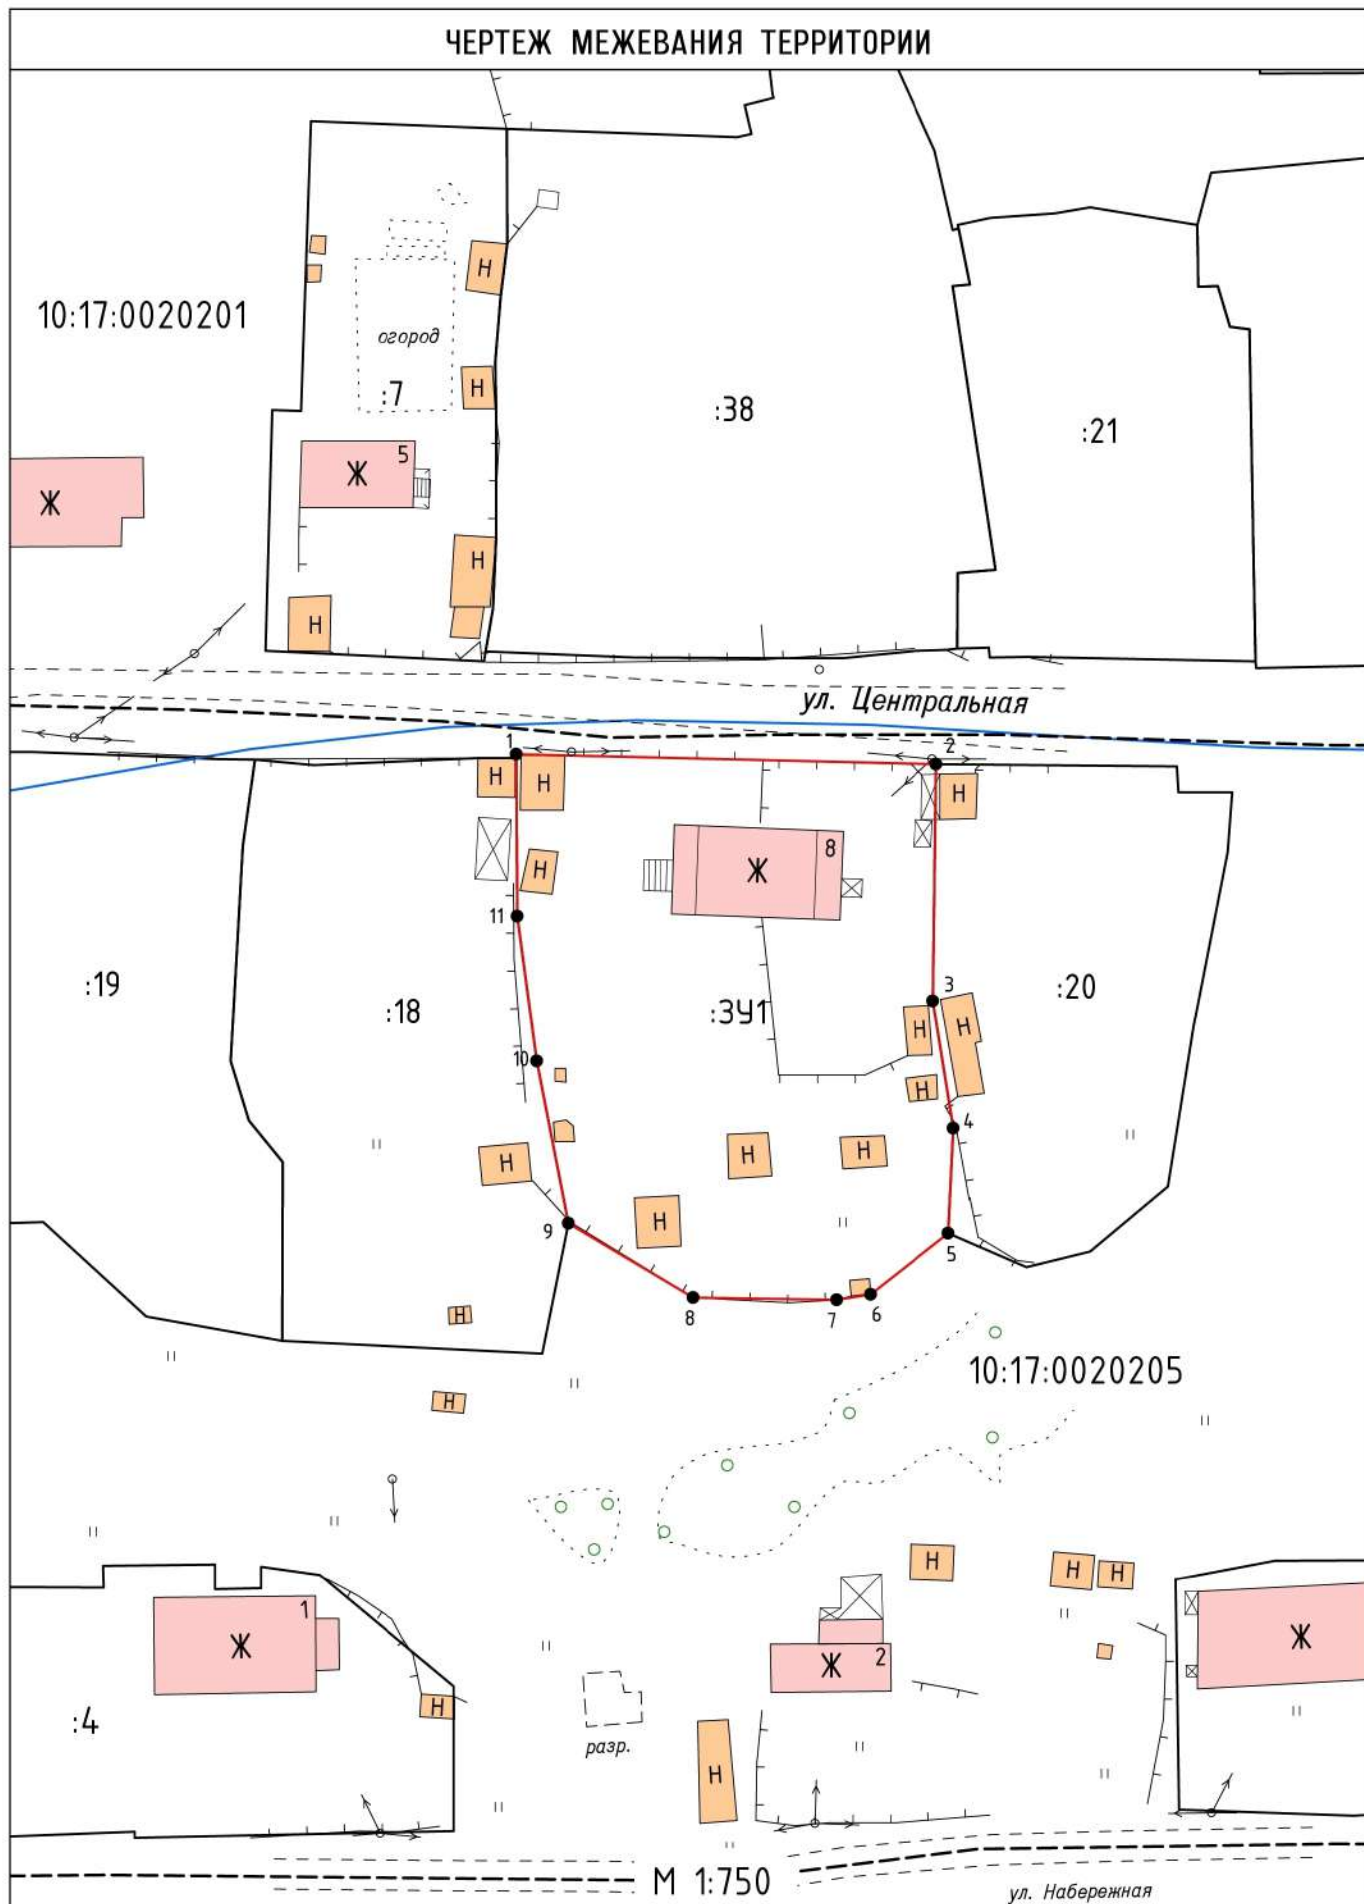 ЧЕРТЕЖ МЕЖЕВАНИЯ ТЕРРИТОРИИ
Н
10:17:0020201
огород
:7
Н
:38
:21
5
Ж
Ж
Н
Н
ул. Центральная
1
2
Н
Н
Н
8
Ж
Н
11
:19
:18
:ЗУ1
3
:20
Н
Н
10
Н
4
Н
Н
Н
Н
9
5
8
7
6
Н
10:17:0020205
Н
Н
Н
Н
1
Ж
2
Ж
Ж
:4
Н
разр.
Н
М 1:750
ул. Набережная